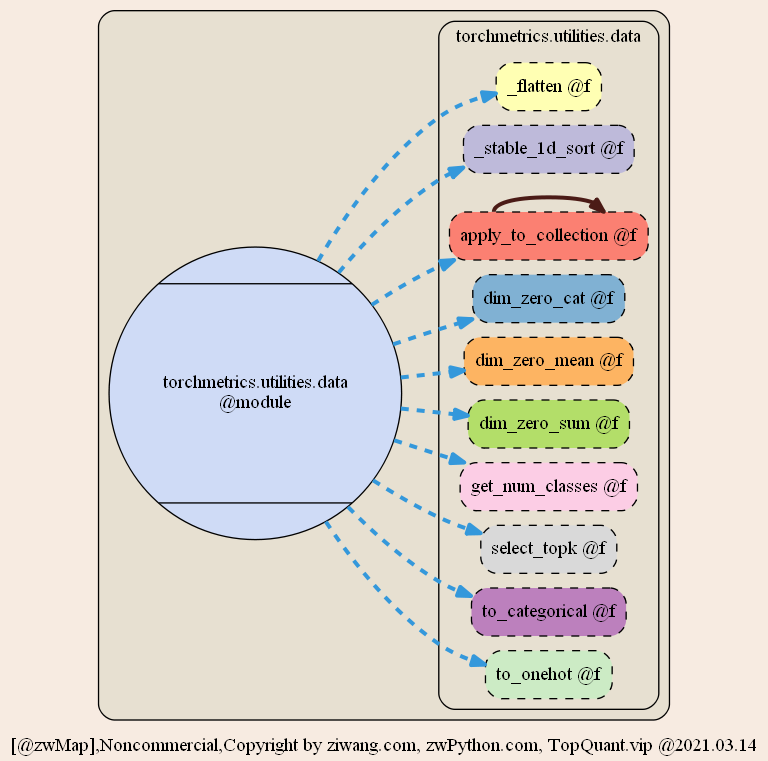 torchmetrics.utilities.data
_flatten @f
_stable_1d_sort @f
apply_to_collection @f
dim_zero_cat @f
dim_zero_mean @f
torchmetrics.utilities.data
@module
dim_zero_sum @f
get_num_classes @f
select_topk @f
to_categorical @f
to_onehot @f
[@zwMap],Noncommercial,Copyright by ziwang.com, zwPython.com, TopQuant.vip @2021.03.14